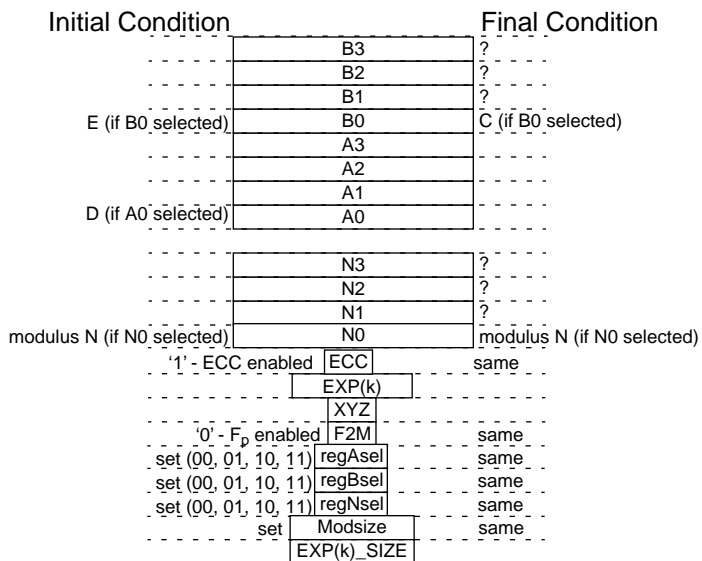 Initial Condition Final Condition
B3 ?
B2 ?
B1 ?
E (if B0 selected) B0 C (if B0 selected)
A3
A2
A1
D (if A0 selected) A0
N3 ?
N2 ?
N1 ?
modulus N (if N0 selected) N0 modulus N (if N0 selected)
‘1’ - ECC enabled ECC same
EXP(k)
XYZ
‘0’ - Fp enabled F2M same
set (00, 01, 10, 11) regAsel same
set (00, 01, 10, 11) regBsel same
set (00, 01, 10, 11) regNsel same
set Modsize same
EXP(k)_SIZE